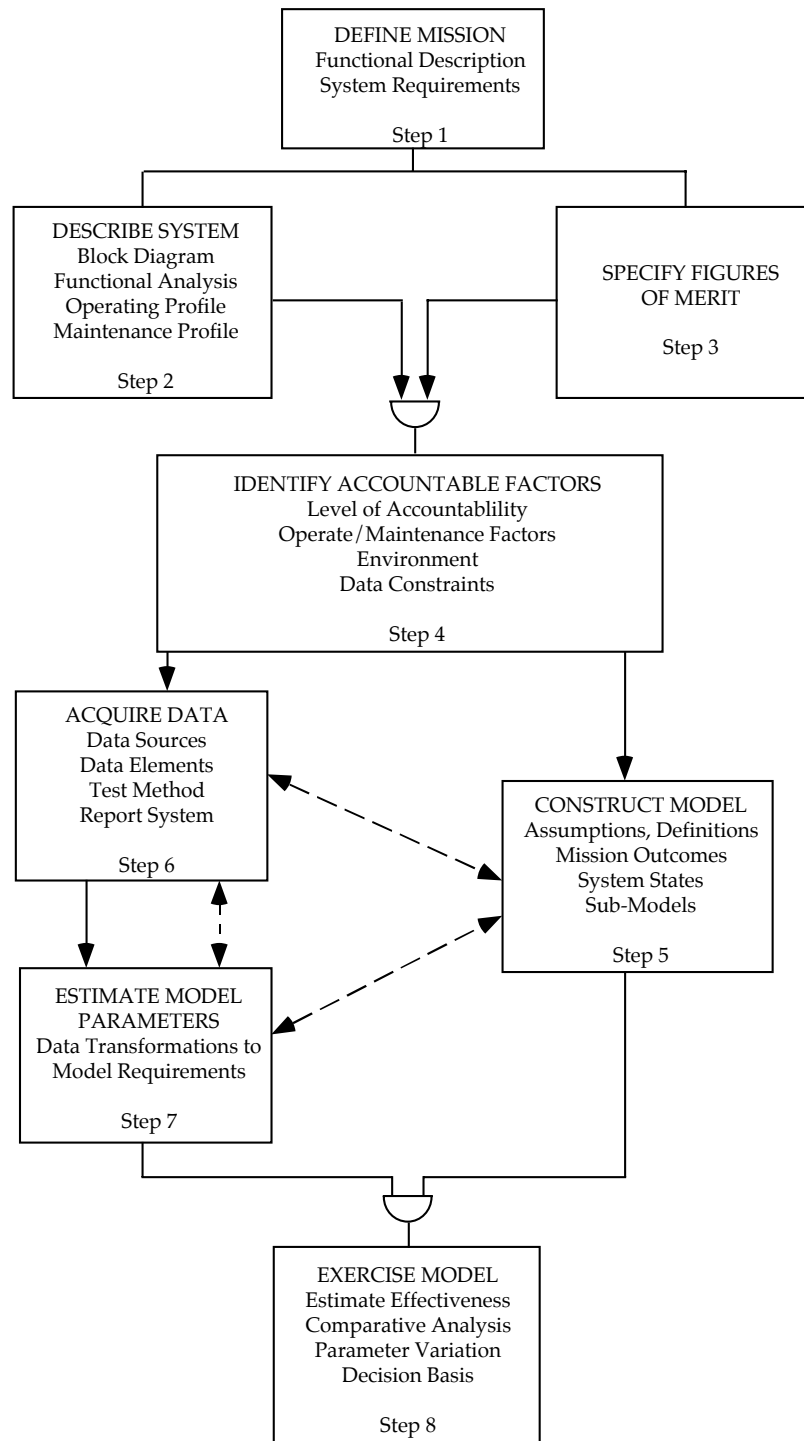 DEFINE MISSION
Functional Description
System Requirements
Step 1
DESCRIBE SYSTEM
Block Diagram
Functional Analysis
Operating Profile
Maintenance Profile
Step 2
SPECIFY FIGURES
OF MERIT
Step 3
IDENTIFY ACCOUNTABLE FACTORS
Level of Accountablility
Operate/Maintenance Factors
Environment
Data Constraints
Step 4
ACQUIRE DATA
Data Sources
Data Elements
Test Method
Report System
Step 6
CONSTRUCT MODEL
Assumptions, Definitions
Mission Outcomes
System States
Sub-Models
Step 5
ESTIMATE MODEL
PARAMETERS
Data Transformations to
Model Requirements
Step 7
EXERCISE MODEL
Estimate Effectiveness
Comparative Analysis
Parameter Variation
Decision Basis
Step 8